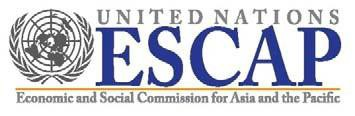 UNITED NATIONS
ESCAP
Economic and Social Commission for Asia and the Pacific